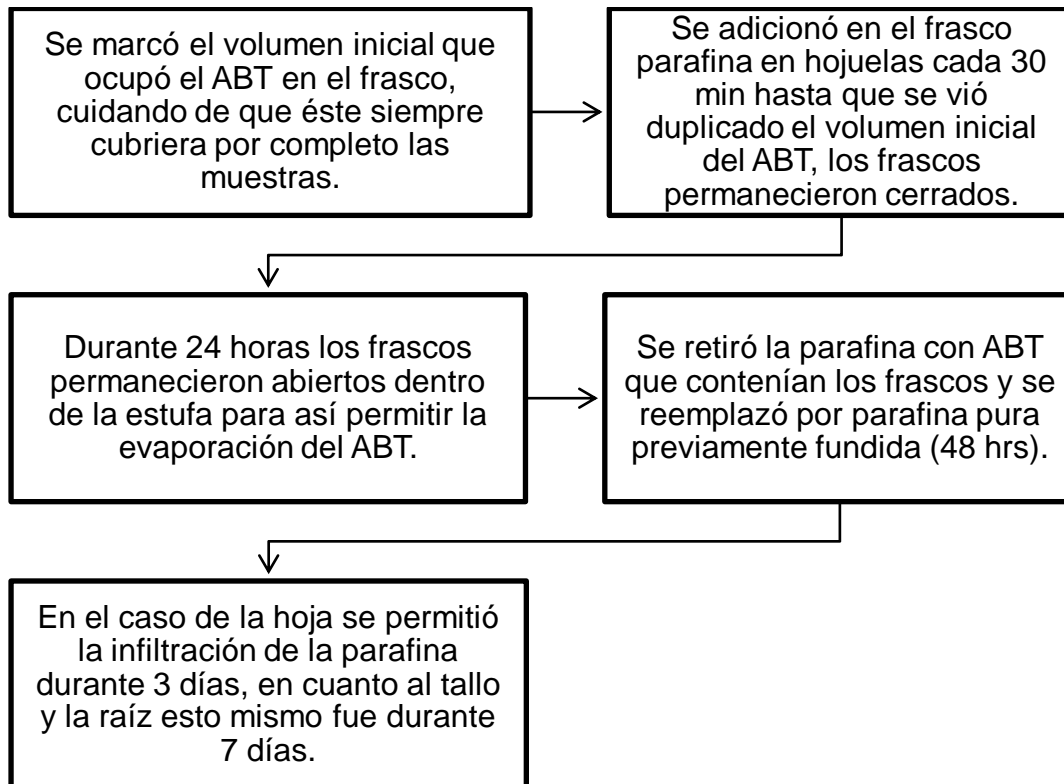 Se marcó el volumen inicial que
ocupó el ABT en el frasco,
cuidando de que éste siempre
cubriera por completo las
muestras.
Se adicionó en el frasco
parafina en hojuelas cada 30
min hasta que se vió
duplicado el volumen inicial
del ABT, los frascos
permanecieron cerrados.
Durante 24 horas los frascos
permanecieron abiertos dentro
de la estufa para así permitir la
evaporación del ABT.
Se retiró la parafina con ABT
que contenían los frascos y se
reemplazó por parafina pura
previamente fundida (48 hrs).
En el caso de la hoja se permitió
la infiltración de la parafina
durante 3 días, en cuanto al tallo
y la raíz esto mismo fue durante
7 días.